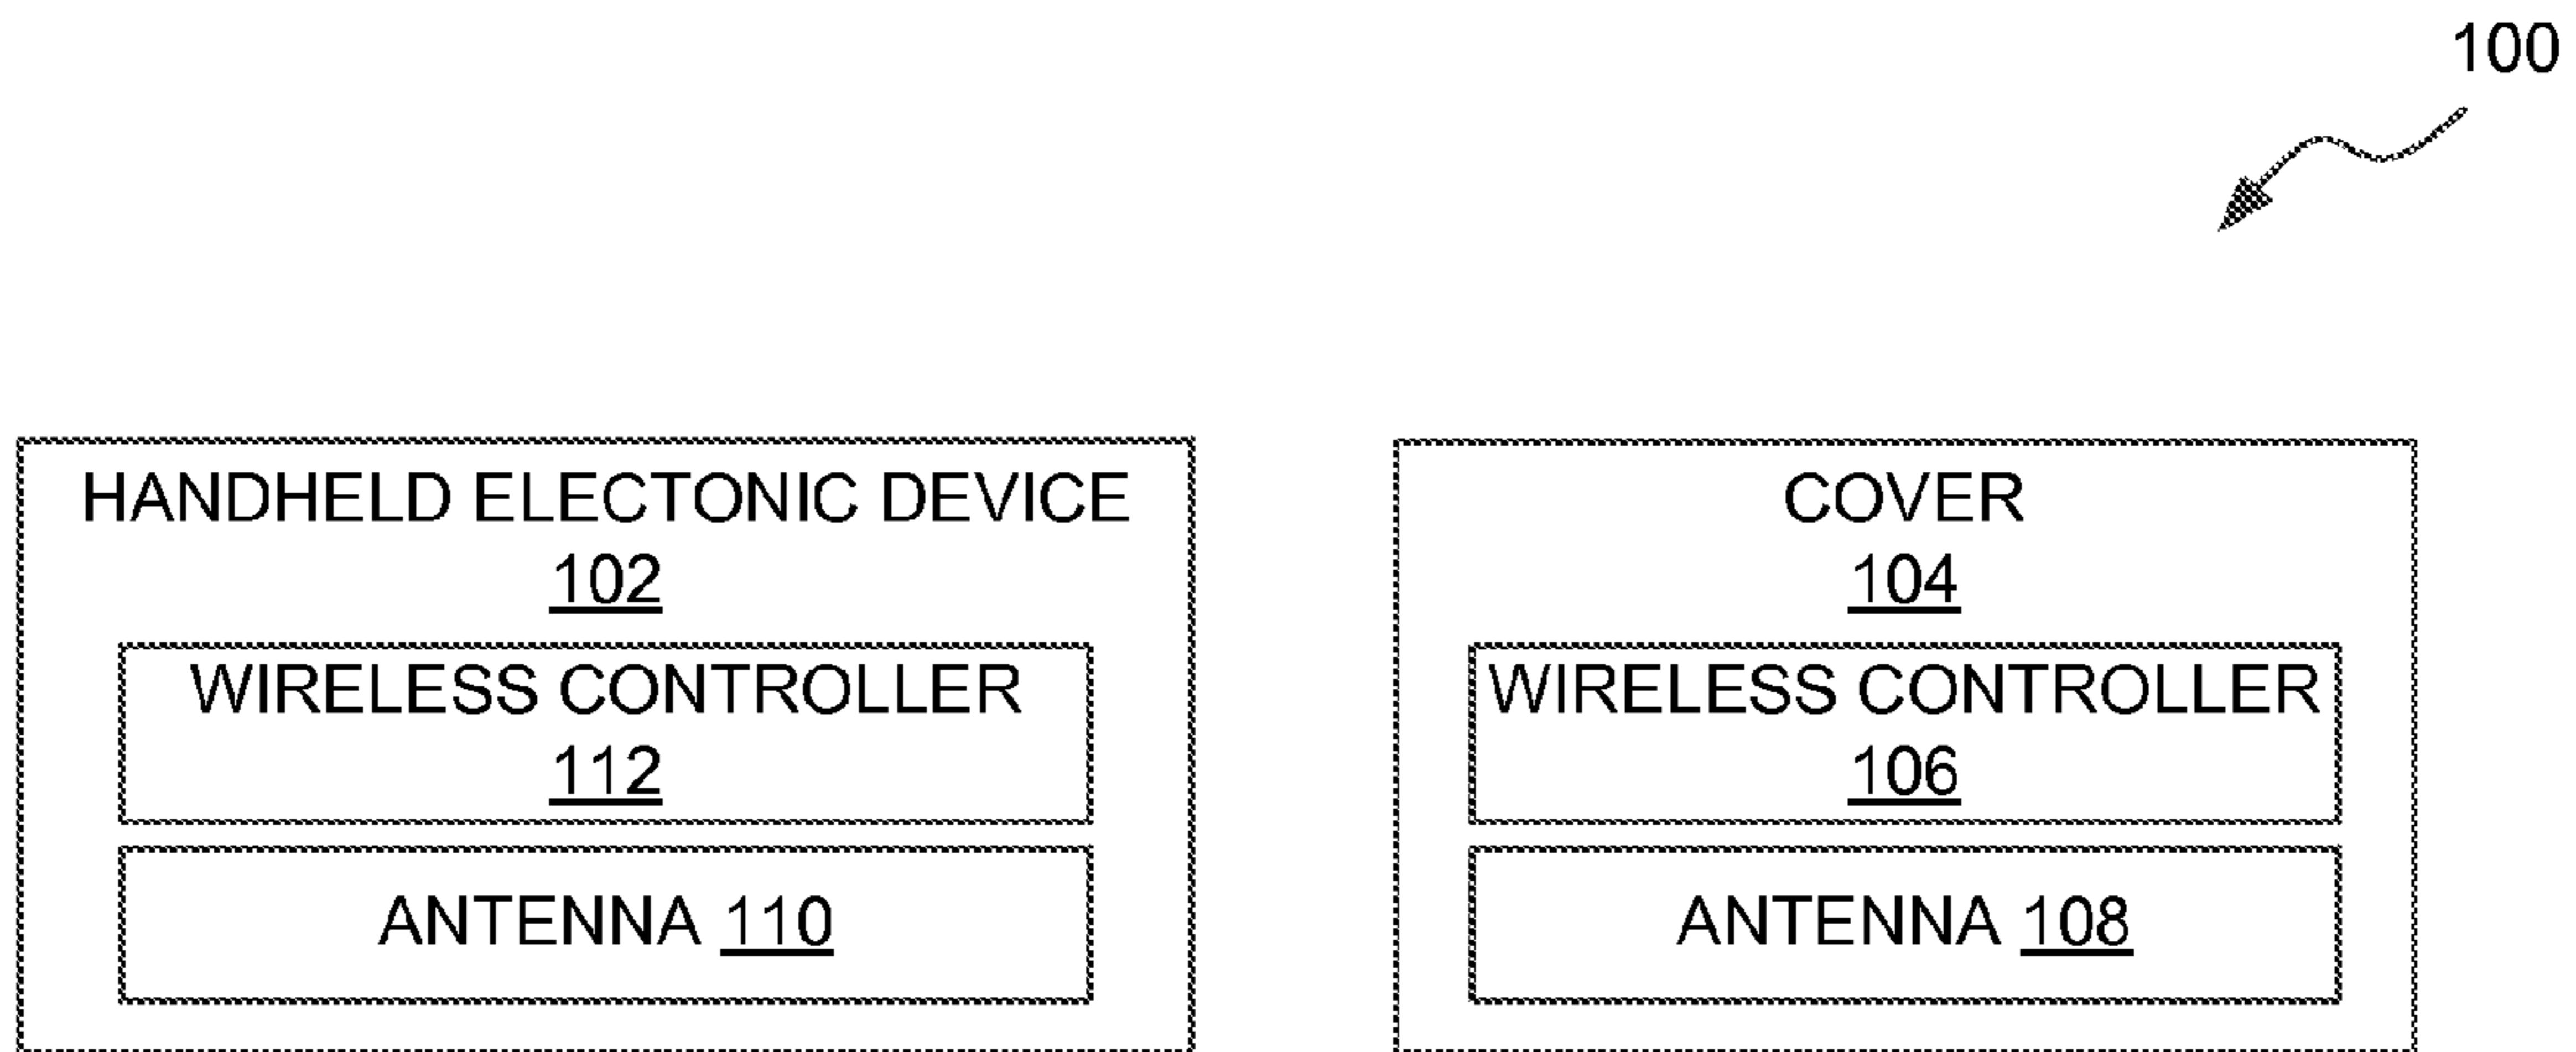 100
HANDHELD ELECTONIC DEVICE
102
WIRELESS CONTROLLER
112
ANTENNA 110
COVER
104
WIRELESS CONTROLLER
106
ANTENNA 108